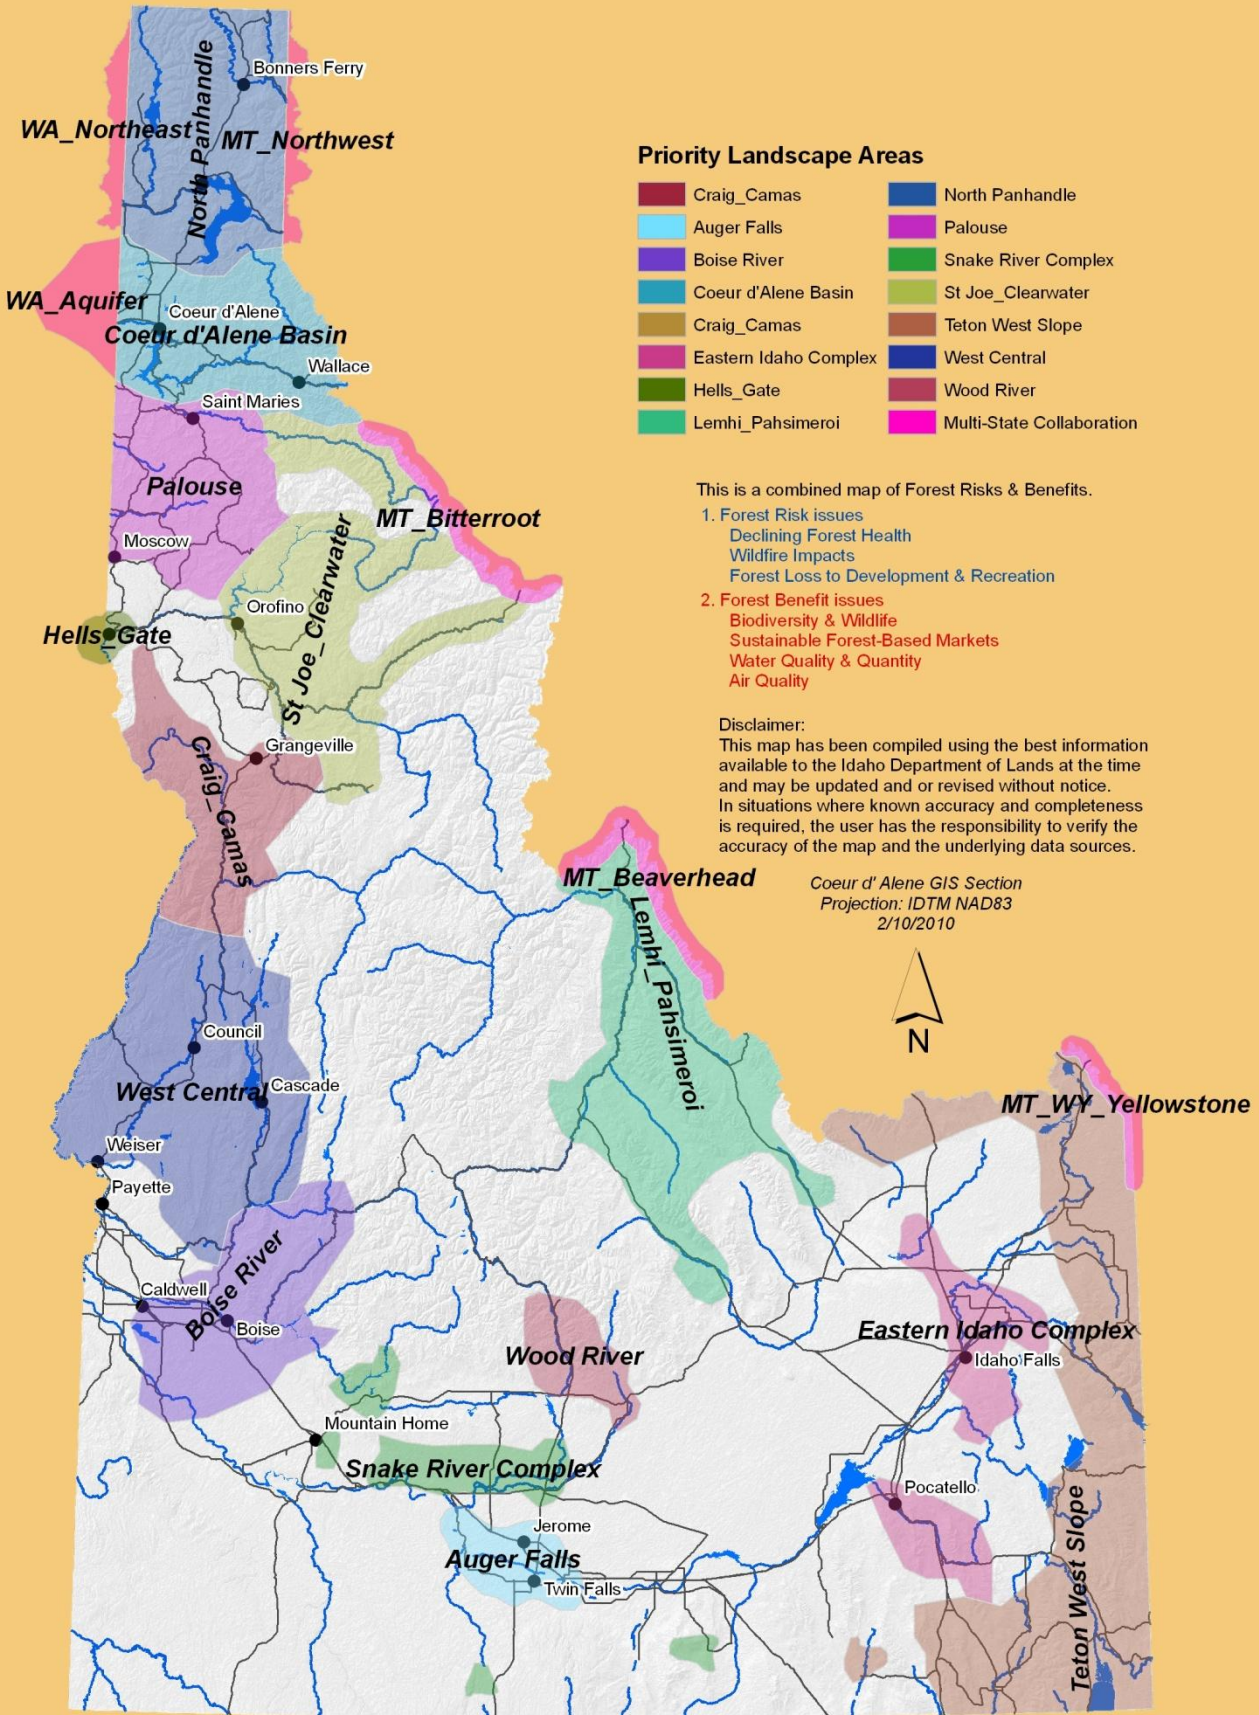 Bonners Ferry
North Panhandle
WA_Northeast
MT_Northwest
WA_Aquifer
Coeur d'Alene
Coeur d'Alene Basin
Wallace
Saint Maries
Palouse
MT_Bitterroot
Moscow
St Joe_Clearwater
Orofino
Hells_Gate
Grangeville
Craig_Camas
MT_Beaverhead
Lemhi_Pahsimeroi
Council
West Central
Cascade
Weiser
Payette
MT_WY_Yellowstone
Boise River
Caldwell
Boise
Wood River
Eastern Idaho Complex
Idaho Falls
Mountain Home
Snake River Complex
Pocatello
Jerome
Auger Falls
Twin Falls
Teton West Slope
Priority Landscape Areas
Craig_Camas
Auger Falls
Boise River
Coeur d'Alene Basin
Craig_Camas
Eastern Idaho Complex
Hells_Gate
Lemhi_Pahsimeroi
North Panhandle
Palouse
Snake River Complex
St Joe_Clearwater
Teton West Slope
West Central
Wood River
Multi-State Collaboration
This is a combined map of Forest Risks & Benefits.
1. Forest Risk issues
Declining Forest Health
Wildfire Impacts
Forest Loss to Development & Recreation
2. Forest Benefit issues
Biodiversity & Wildlife
Sustainable Forest-Based Markets
Water Quality & Quantity
Air Quality
Disclaimer:
This map has been compiled using the best information
available to the Idaho Department of Lands at the time
and may be updated and or revised without notice.
In situations where known accuracy and completeness
is required, the user has the responsibility to verify the
accuracy of the map and the underlying data sources.
Coeur d' Alene GIS Section
Projection: IDTM NAD83
2/10/2010
N